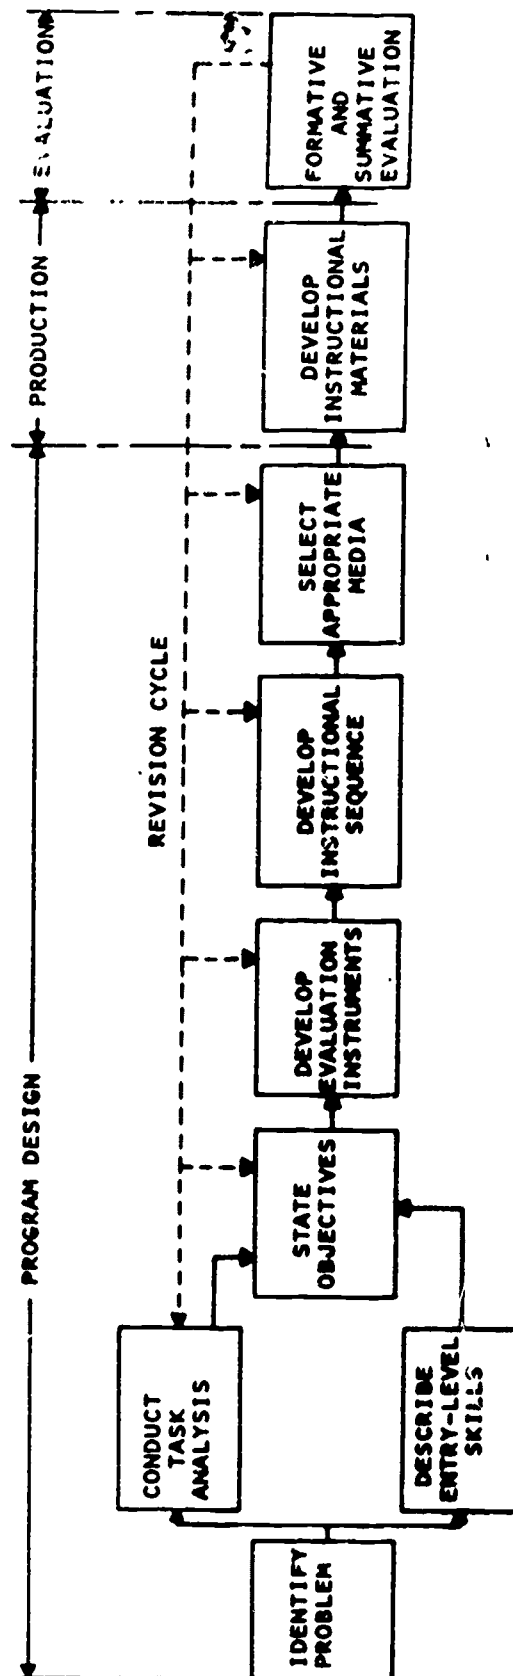 PROGRAM DESIGN
PRODUCTION
EVALUATION
REVISION CYCLE
IDENTIFY
PROBLEM
CONDUCT
TASK
ANALYSIS
DESCRIBE
ENTRY-LEVEL
SKILLS
STATE
OBJECTIVES
DEVELOP
EVALUATION
INSTRUMENTS
DEVELOP
INSTRUCTIONAL
SEQUENCE
SELECT
APPROPRIATE
MEDIA
DEVELOP
INSTRUCTIONAL
MATERIALS
FORMATIVE
AND
SUMMATIVE
EVALUATION